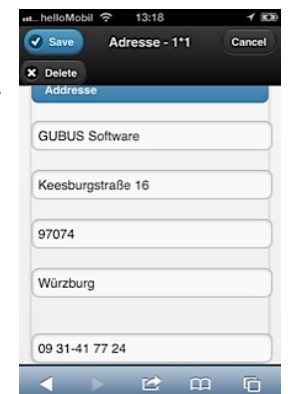 helloMobil 13:18
Save Adresse - 1*1 Cancel
Delete
Addresse
GUBUS Software
Keesburgstraße 16
97074
Würzburg
09 31-41 77 24